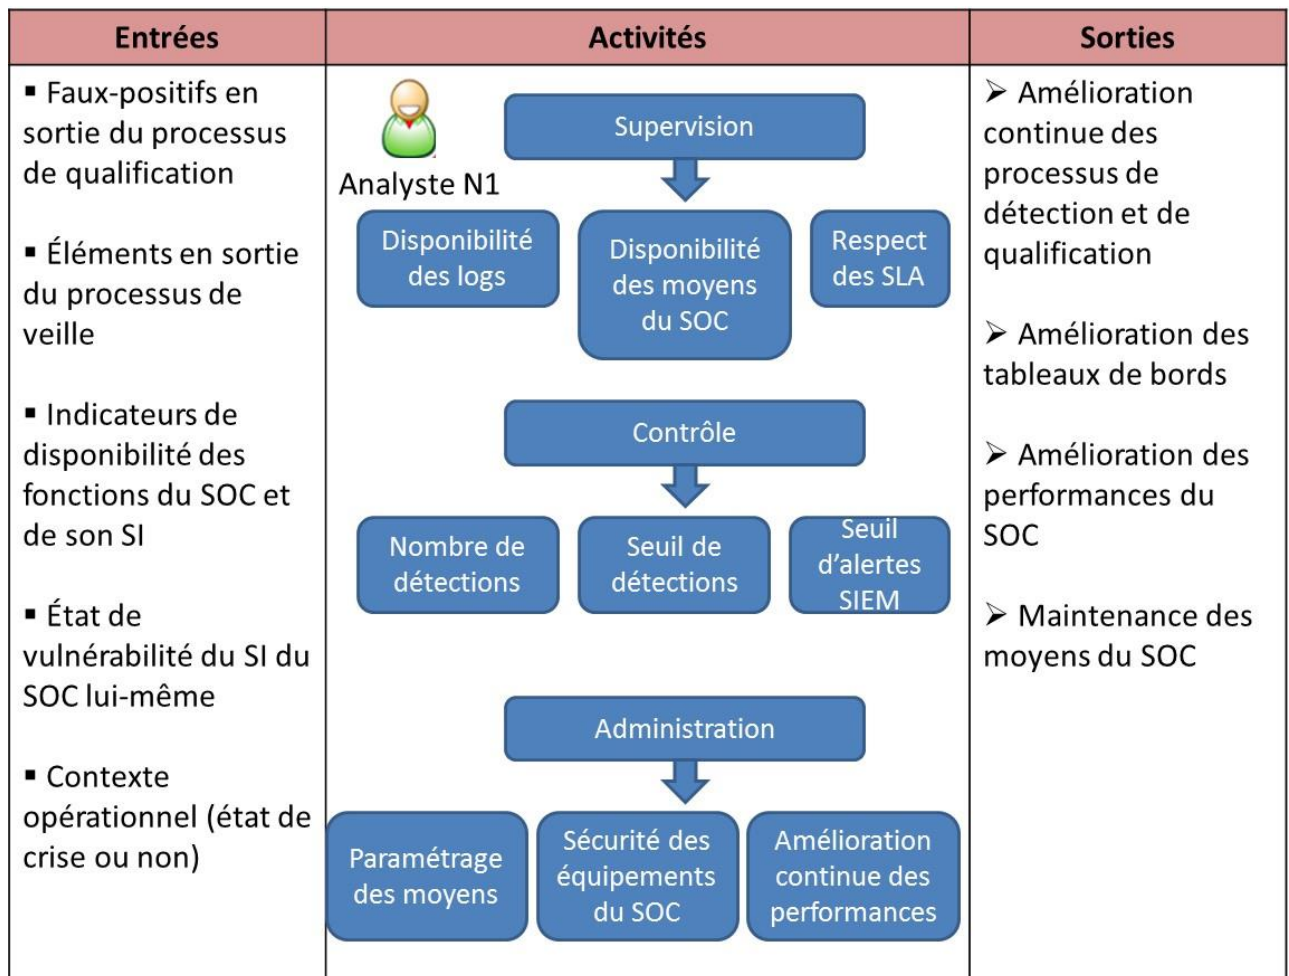 Entrées
Activités
Sorties
▪ Faux-positifs en
sortie du processus
de qualification
▪ Éléments en sortie
du processus de
veille
▪ Indicateurs de
disponibilité des
fonctions du SOC et
de son SI
▪ État de
vulnérabilité du SI du
SOC lui-même
▪ Contexte
opérationnel (état de
crise ou non)
Analyste N1
Supervision
Disponibilité
des logs
Disponibilité
des moyens
du SOC
Respect
des SLA
Contrôle
Nombre de
détections
Seuil de
détections
Seuil
d’alertes
SIEM
Administration
Paramétrage
des moyens
Sécurité des
équipements
du SOC
Amélioration
continue des
performances
➢ Amélioration
continue des
processus de
détection et de
qualification
➢ Amélioration des
tableaux de bords
➢ Amélioration des
performances du
SOC
➢ Maintenance des
moyens du SOC